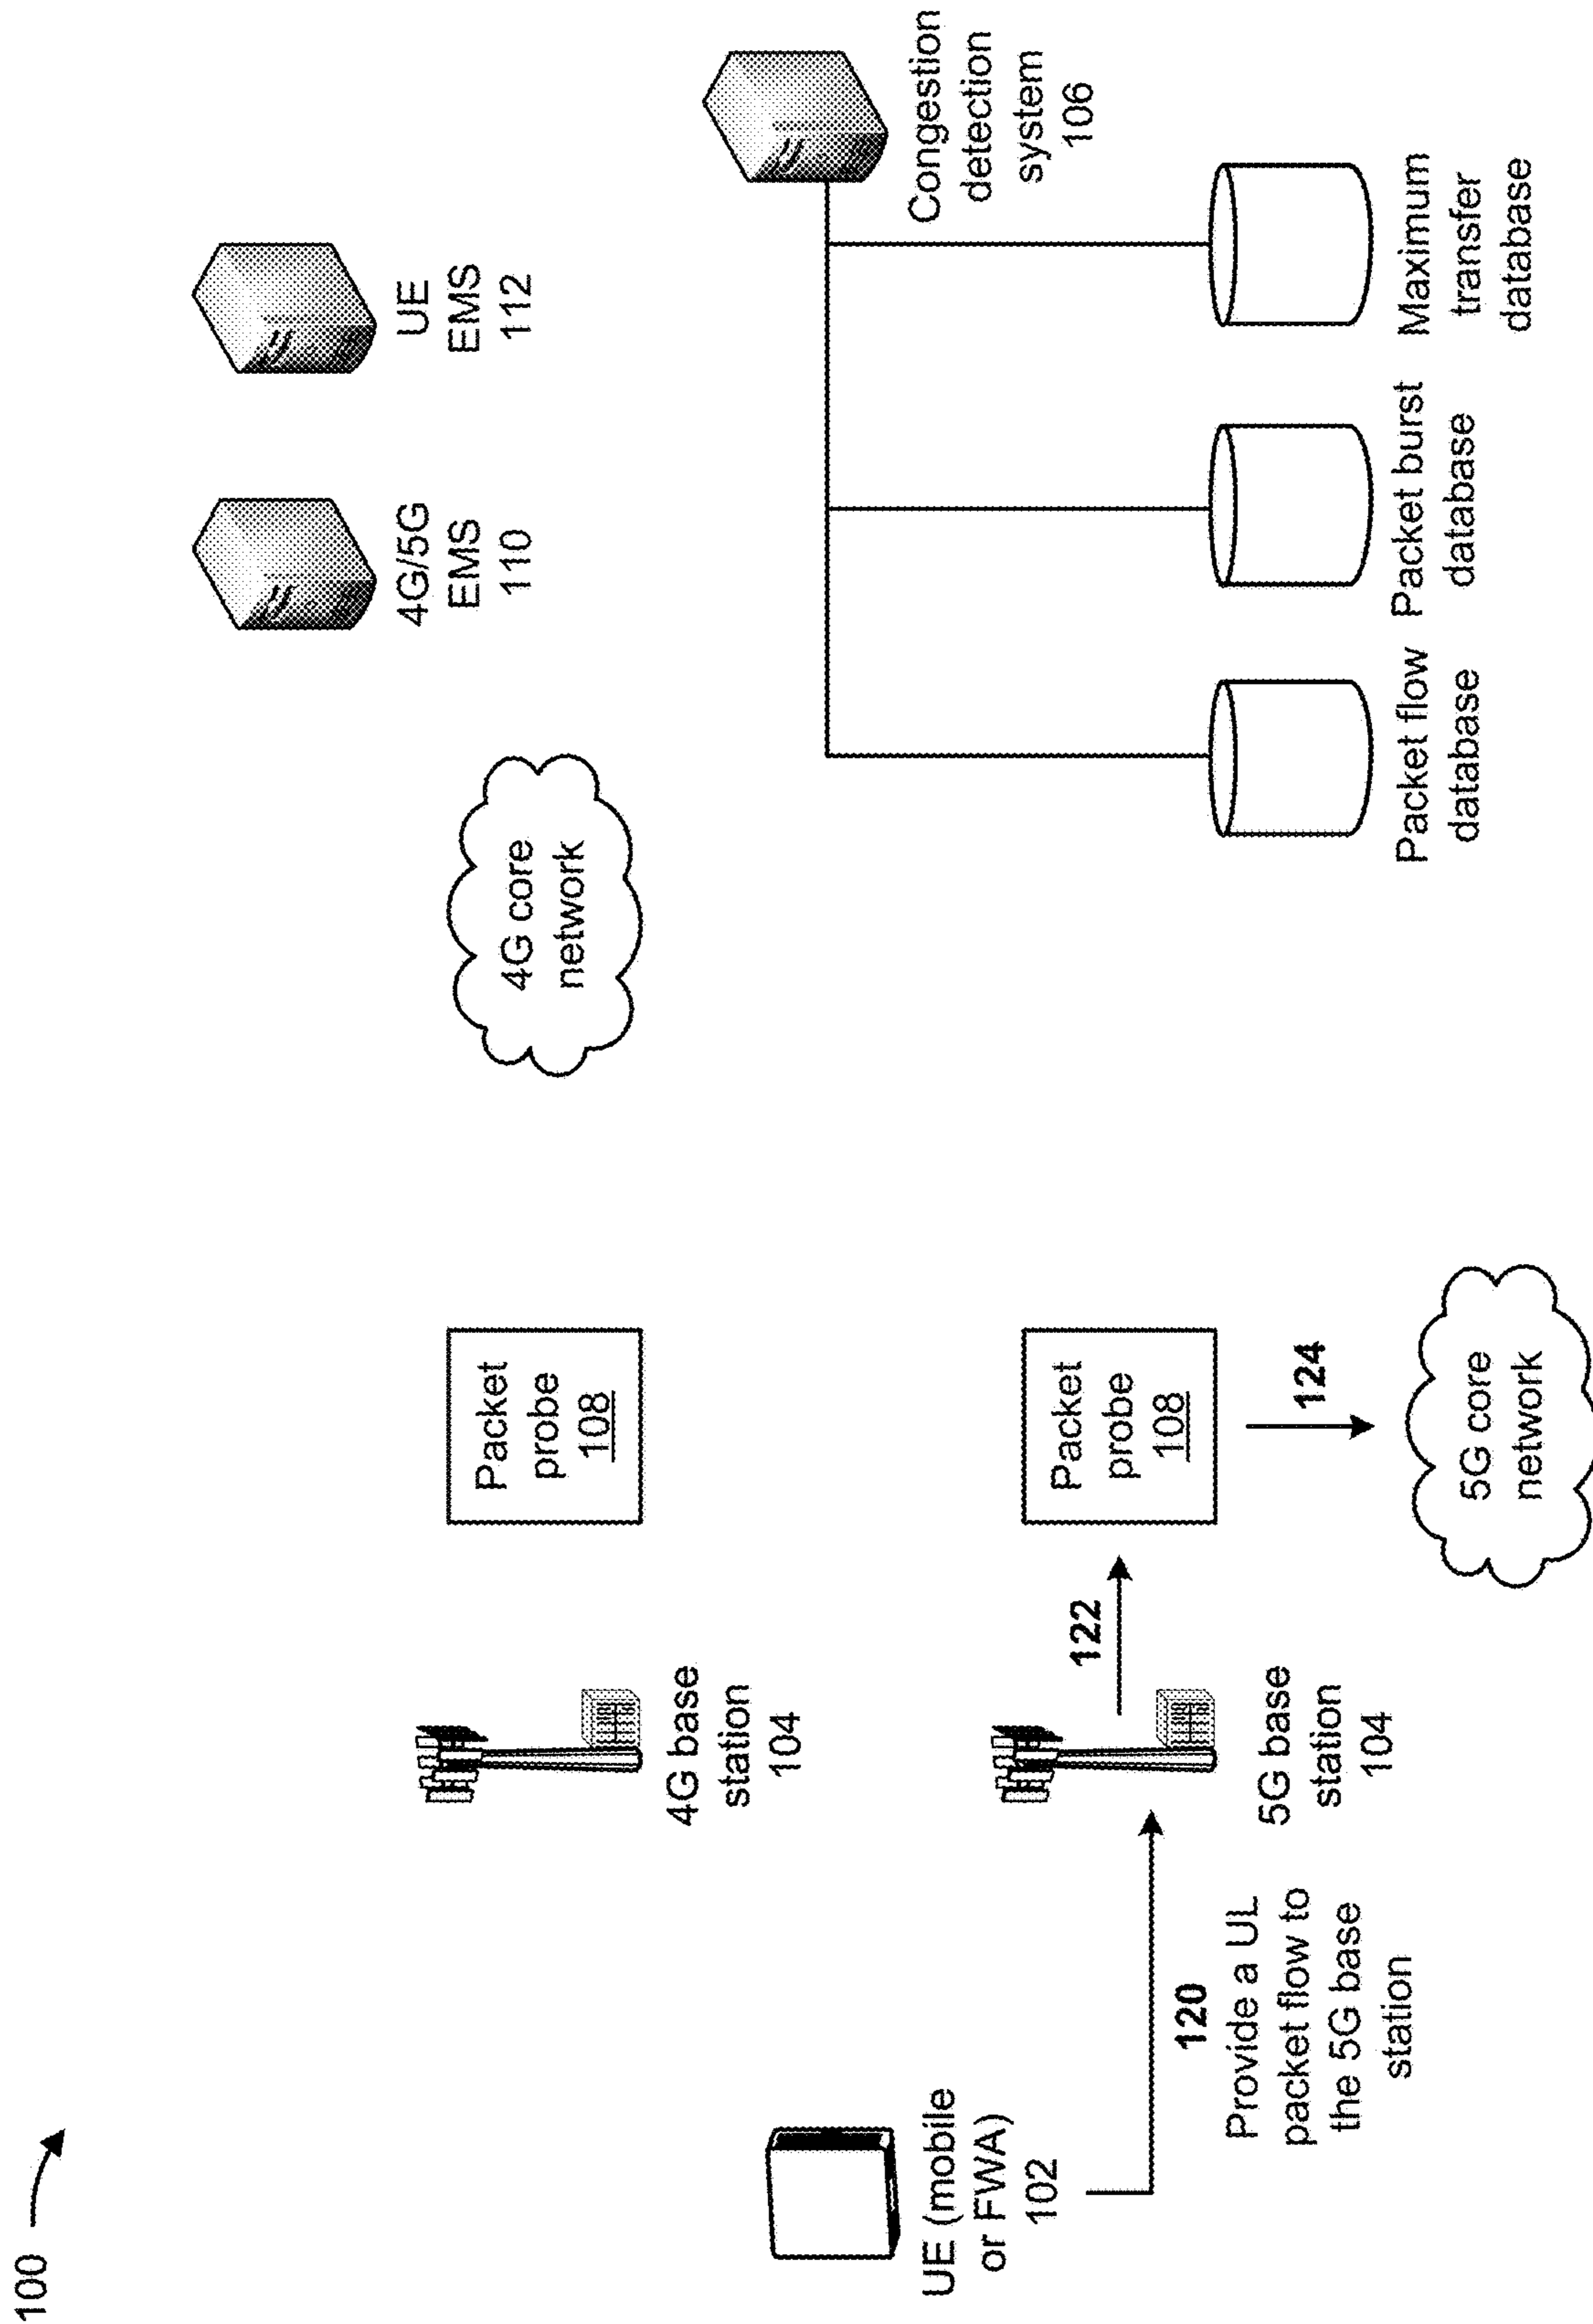 100
4G/5G
EMS
110
UE
EMS
112
4G core
network
Packet
probe
108
4G base
station
104
Congestion
detection
system
106
UE (mobile
or FWA)
102
122
Packet
probe
108
120
Provide a UL
packet flow to
the 5G base
station
5G base
station
104
124
5G core
network
Packet flow
database
Packet burst
database
Maximum
transfer
database